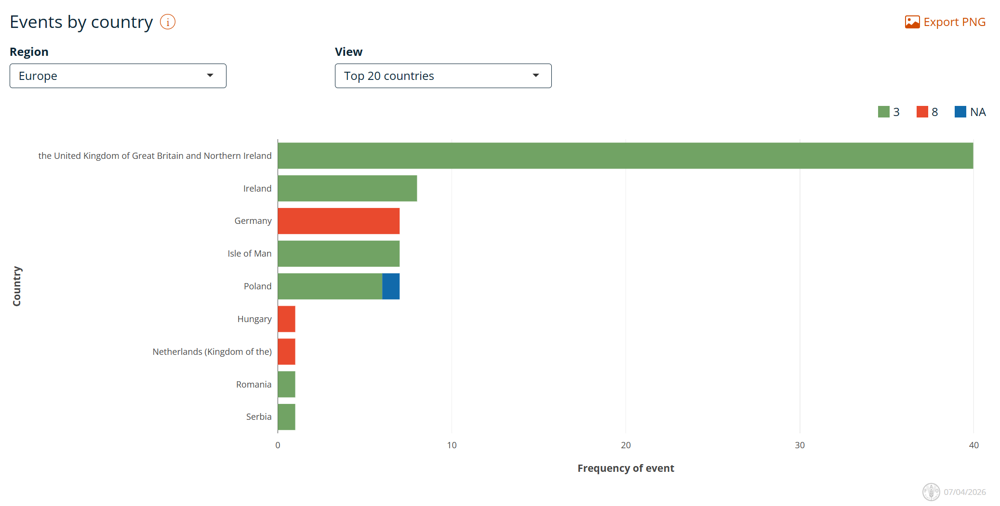 Events by country
Export PNG
Region
View
Europe
Top 20 countries
3
8
NA
the United Kingdom of Great Britain and Northern Ireland
Ireland
Germany
Isle of Man
Poland
Hungary
Netherlands (Kingdom of the)
Romania
Serbia
Country
0
10
20
30
40
Frequency of event
FAO
07/04/2026